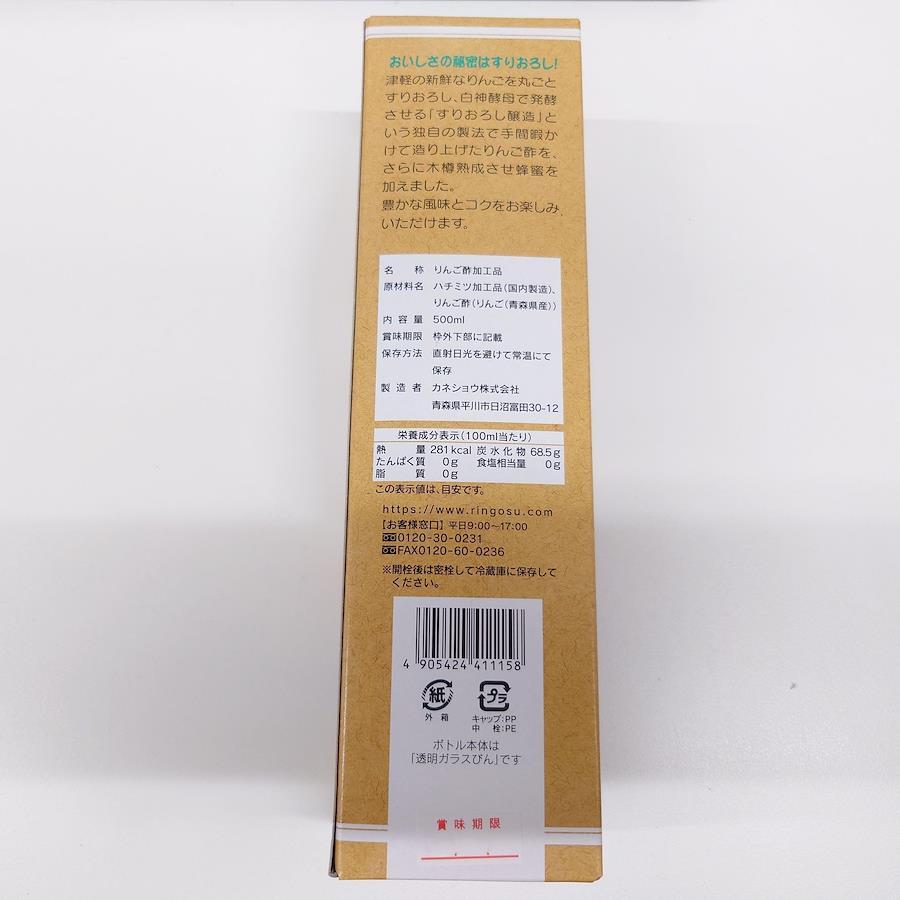 おいしさの秘密はすりおろし!
津軽の新鮮なりんごを丸ごと
すりおろし、白神酵母で発酵
させる「すりおろし醸造」と
いう独自の製法で手間暇か
けて造り上げたりんご酢を、
さらに木樽熟成させ蜂蜜を
加えました。
豊かな風味とコクをお楽しみ
いただけます。
名称 りんご酢加工品
原材料名 ハチミツ加工品(国内製造)、
りんご酢(りんご(青森県産))
内容量 500ml
賞味期限 枠外下部に記載
保存方法 直射日光を避けて常温にて
保存
製造者 カネショウ株式会社
青森県平川市日沼富田30-12
栄養成分表示(100ml当たり)
熱量 281kcal 炭水化物 68.5g
たんぱく質 0g 食塩相当量 0g
脂質 0g
この表示値は、目安です。
https://www.ringosu.com
【お客様窓口】平日9:00〜17:00
0120-30-0231
FAX0120-60-0236
※開栓後は密栓して冷蔵庫に保存して
ください。
4 905424 411158
紙 プラ
外箱 キャップ:PP
中栓:PE
ボトル本体は
「透明ガラスびん」です
賞味期限